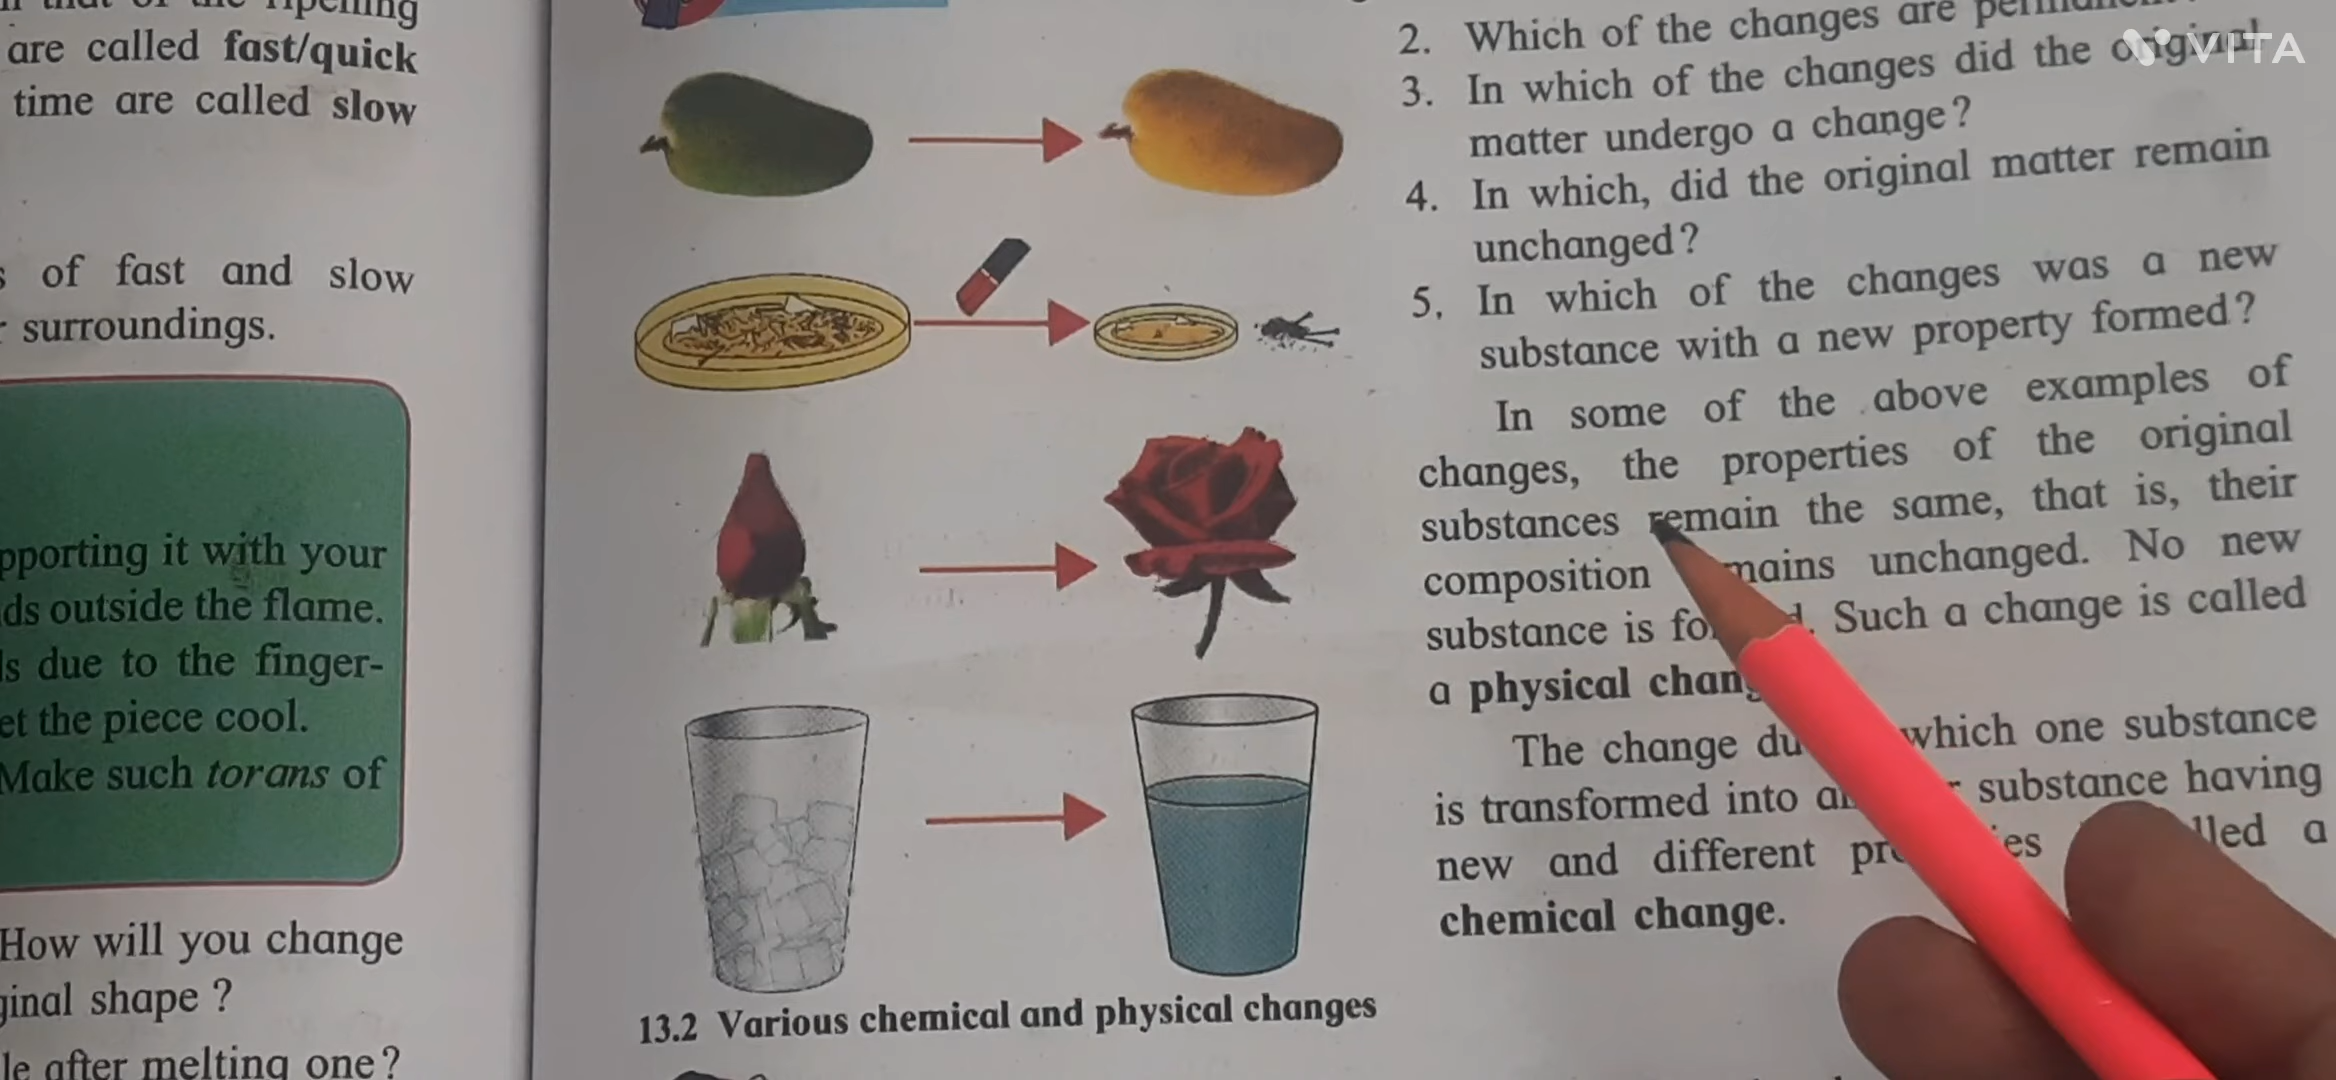 are called fast/quick
time are called slow
of fast and slow
surroundings.
pporting it with your
ds outside the flame.
ls due to the finger-
et the piece cool.
Make such torans of
How will you change
ginal shape ?
le after melting one?
13.2 Various chemical and physical changes
2. Which of the changes are
3. In which of the changes did the original
matter undergo a change?
4. In which, did the original matter remain
unchanged?
5. In which of the changes was a new
substance with a new property formed?
In some of the above examples of
changes, the properties of the original
substances remain the same, that is, their
composition mains unchanged. No new
substance is fo d. Such a change is called
a physical chang
The change du which one substance
is transformed into a substance having
new and different pro ies lled a
chemical change.
VITA